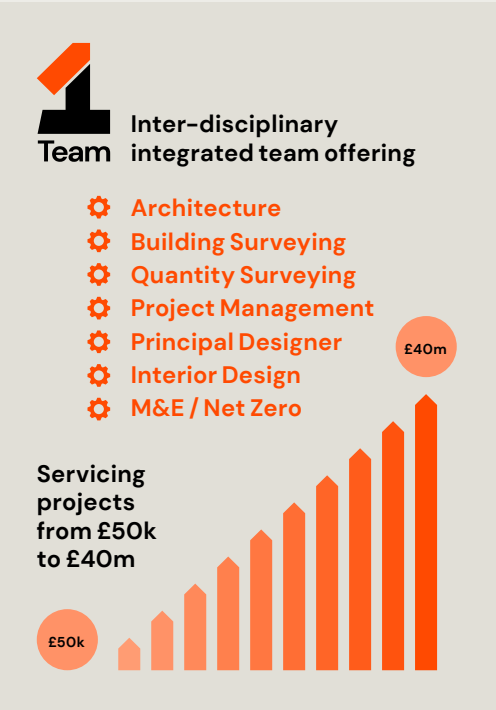 1
Team
Inter-disciplinary
integrated team offering
Architecture
Building Surveying
Quantity Surveying
Project Management
Principal Designer
Interior Design
M&E / Net Zero
£40m
Servicing
projects
from £50k
to £40m
£50k